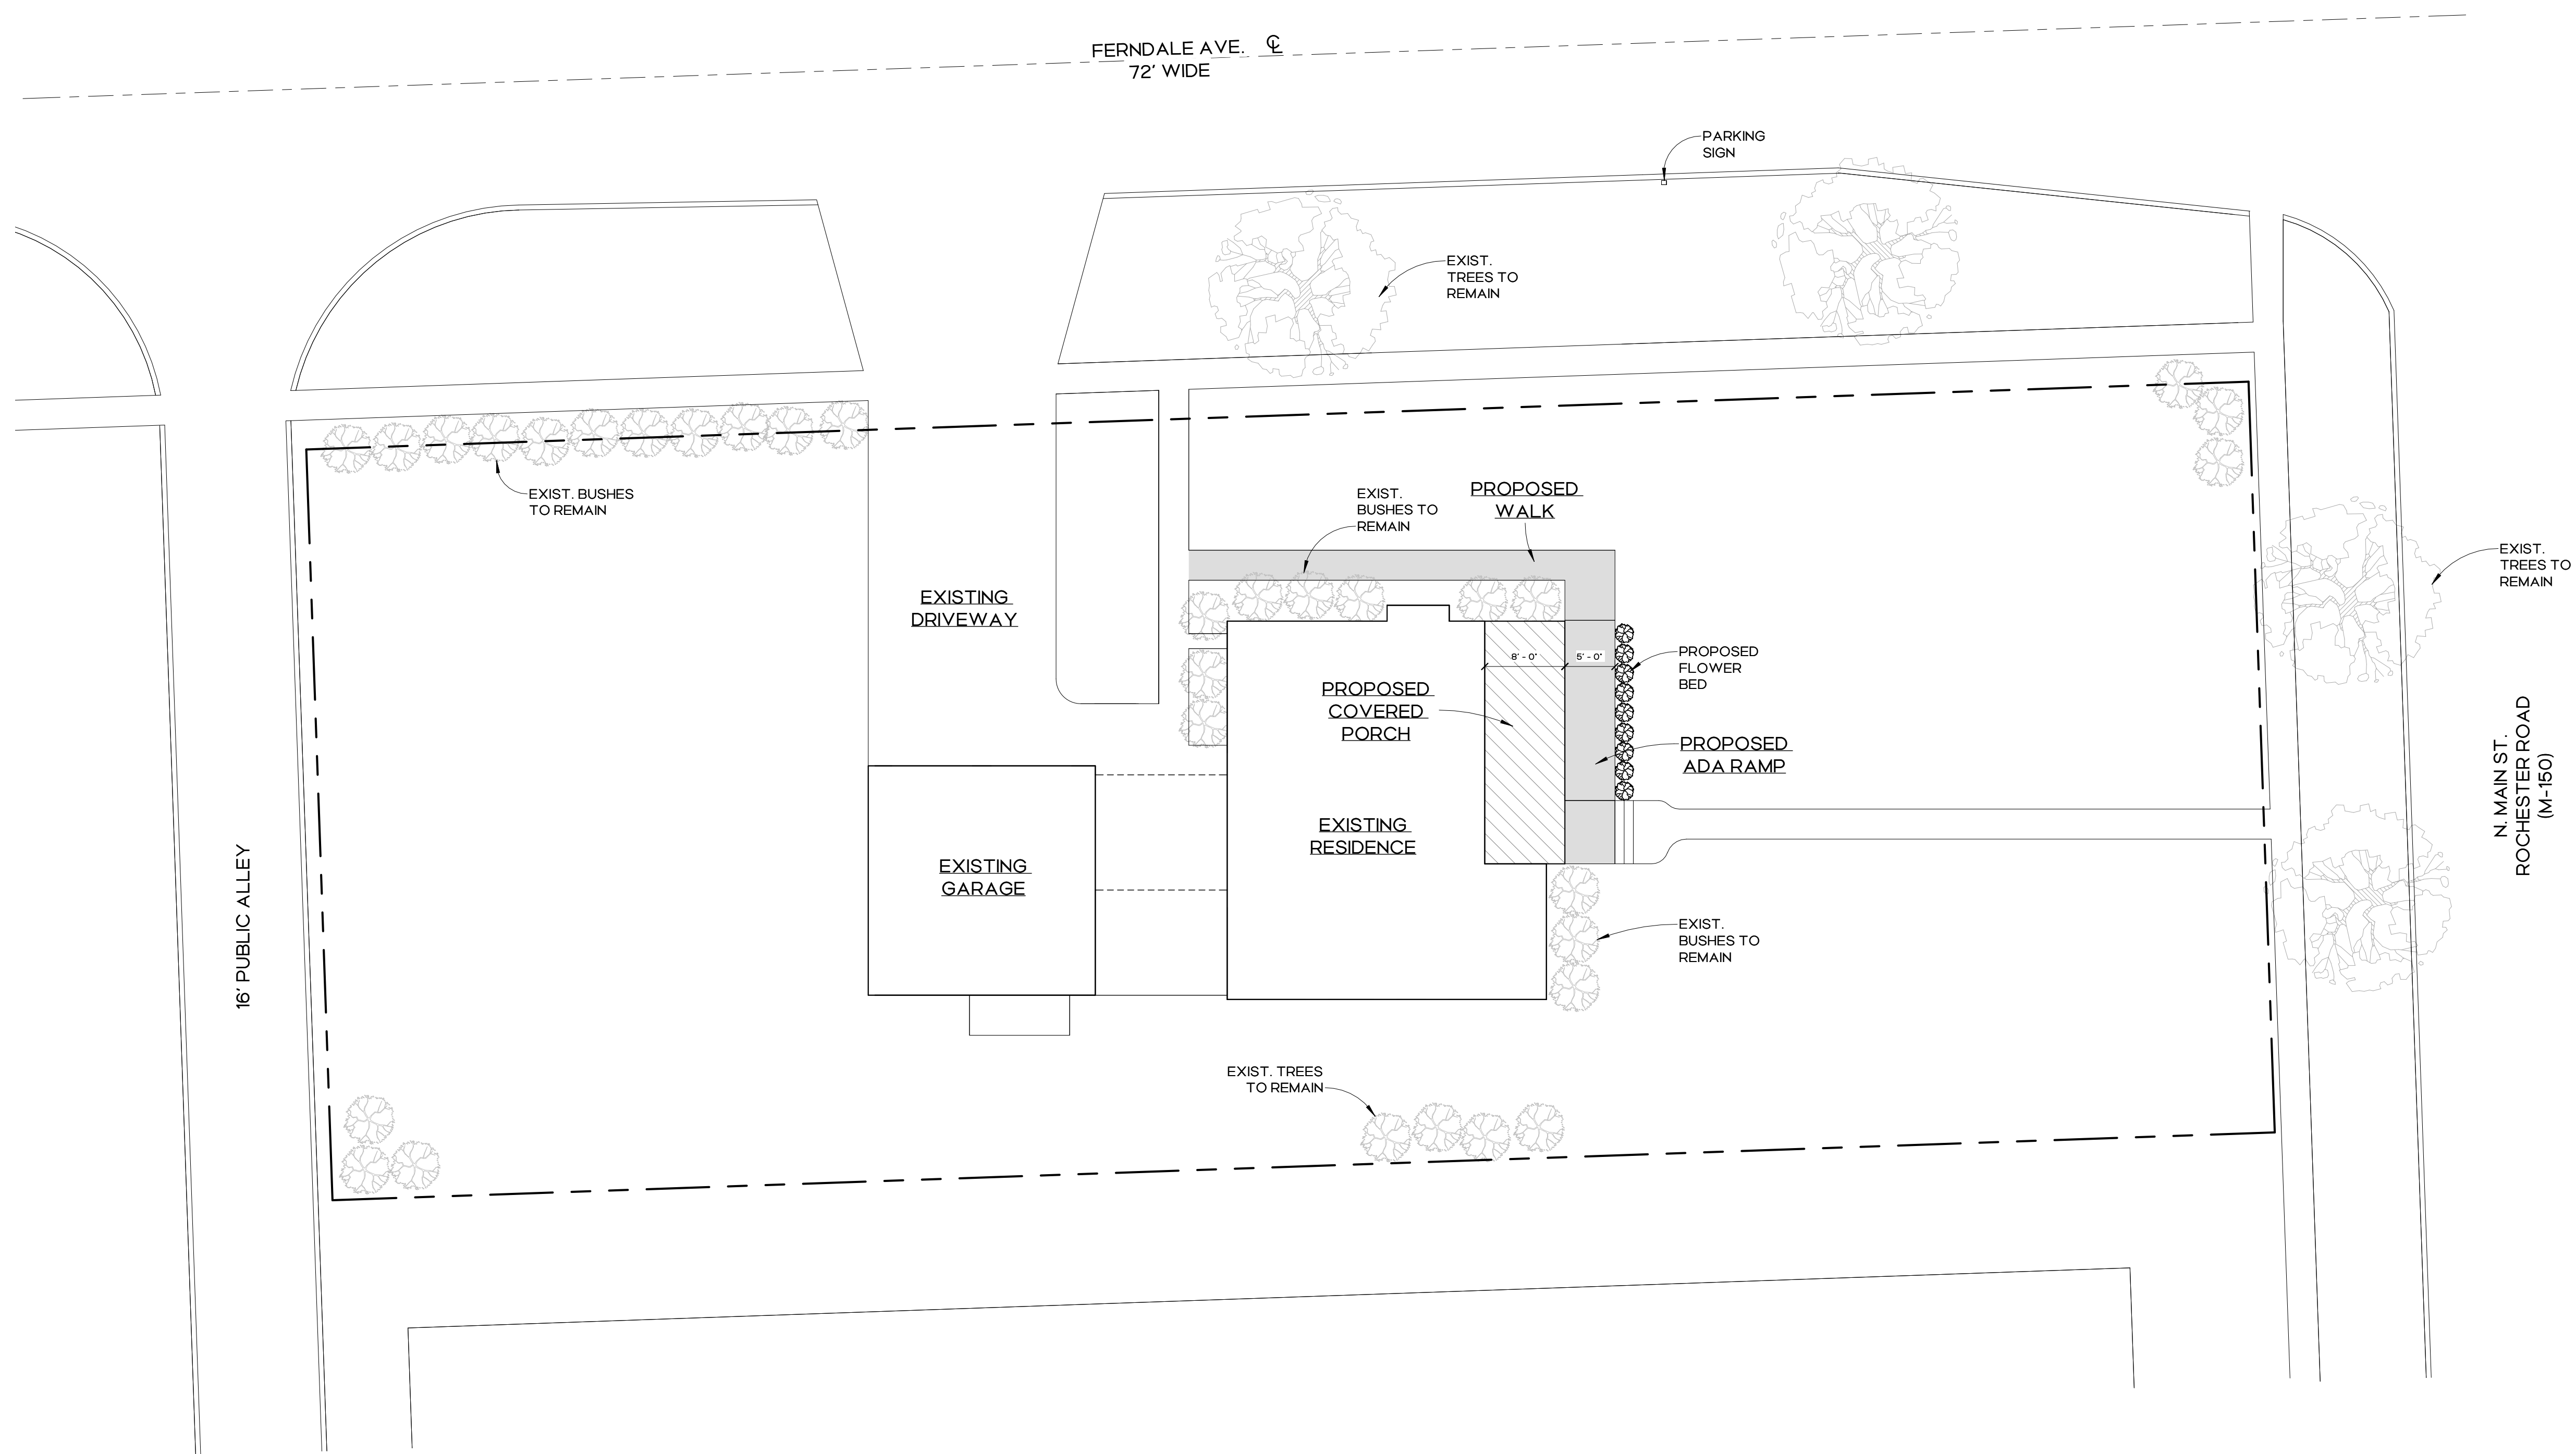 FERNDALE AVE. ℄
72' WIDE
PARKING
SIGN
EXIST.
TREES TO
REMAIN
EXIST. BUSHES
TO REMAIN
EXIST.
BUSHES TO
REMAIN
PROPOSED
WALK
EXIST.
TREES TO
REMAIN
EXISTING
DRIVEWAY
8' - 0"
5' - 0"
PROPOSED
FLOWER
BED
PROPOSED
COVERED
PORCH
PROPOSED
ADA RAMP
N. MAIN ST.
ROCHESTER ROAD
(M-150)
EXISTING
RESIDENCE
EXISTING
GARAGE
16' PUBLIC ALLEY
EXIST.
BUSHES TO
REMAIN
EXIST. TREES
TO REMAIN